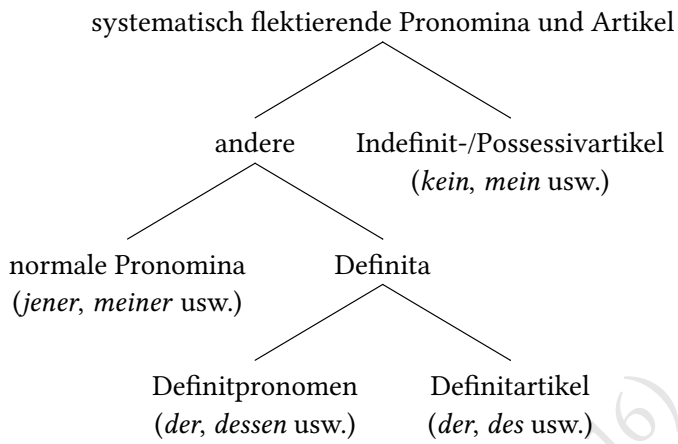 systematisch flektierende Pronomina und Artikel
andere
Indefinit-/Possessivartikel
(kein, mein usw.)
normale Pronomina
(jener, meiner usw.)
Definita
Definitpronomen
(der, dessen usw.)
Definitartikel
(der, des usw.)